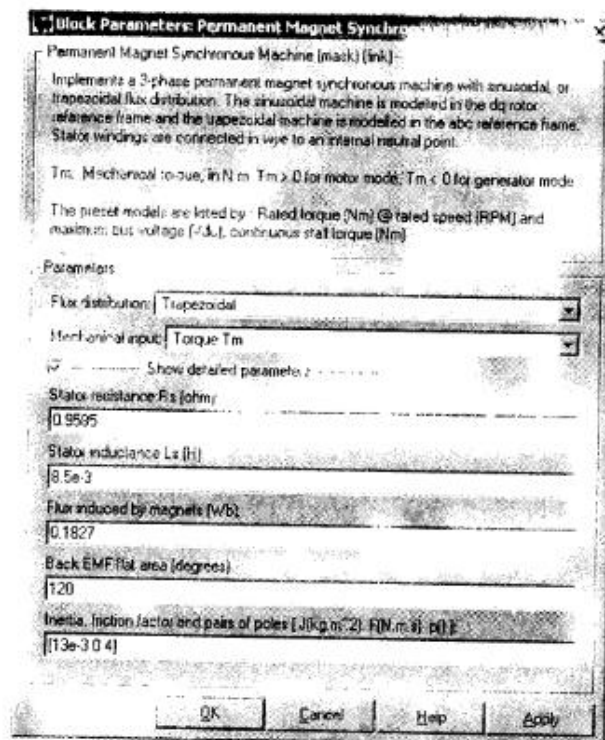 Block Parameters: Permanent Magnet Synchro
Permanent Magnet Synchronous Machine (mask) (link)
Implements a 3-phase permanent magnet synchronous machine with sinusoidal or
trapezoidal flux distribution. The sinusoidal machine is modelled in the dq rotor
reference frame and the trapezoidal machine is modelled in the abc reference frame.
Stator windings are connected in wye to an internal neutral point.
Tm: Mechanical torque, in N.m Tm > 0 for motor mode, Tm < 0 for generator mode
The preset models are listed by : Rated torque (Nm) @ rated speed (RPM) and
maximum bus voltage continuous stall torque (Nm)
Parameters
Flux distribution: Trapezoidal
Mechanical input: Torque Tm
Show detailed parameters
Stator resistance Rs (ohm)
0.9585
Stator inductance Ls (H)
8.5e-3
Flux induced by magnets (Wb)
0.1827
Back EMF flat area (degrees)
120
Inertia, friction factor and pairs of poles [ J(kg.m^2) F(N.m.s) p() ]:
[13e-3 0 4]
OK Cancel Help Apply